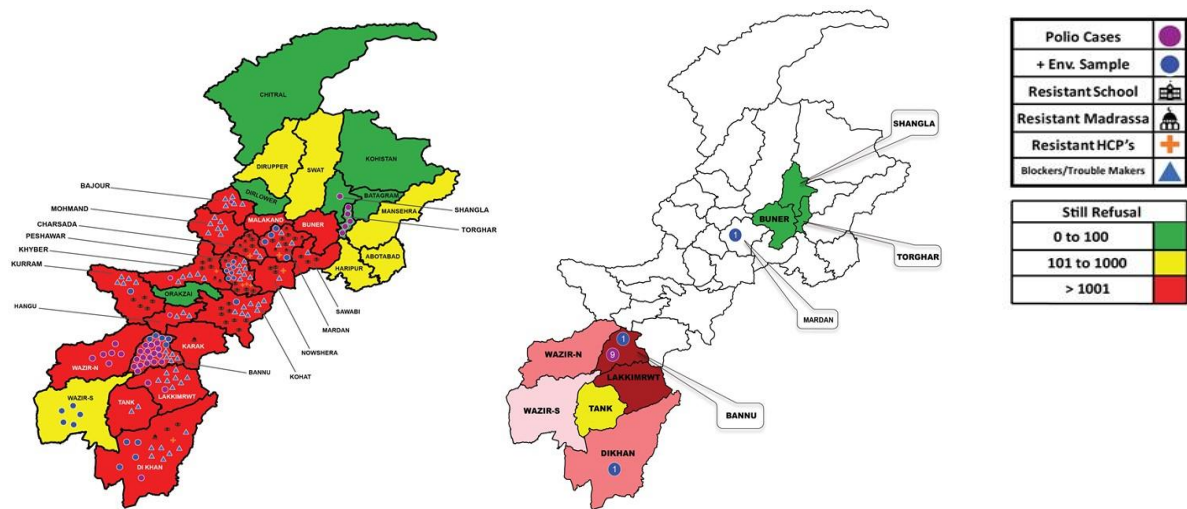 CHITRAL
DIRUPPER
SWAT
KOHISTAN
DIRLOWER
BATAGRAM
MANSEHRA
BAJOUR
MOHMAND
CHARSADA
PESHAWAR
KHYBER
KURRAM
MALAKAND
BUNER
SHANGLA
TORGHAR
ABOTABAD
HARIPUR
ORAKZAI
HANGU
SAWABI
MARDAN
NOWSHERA
KOHAT
KARAK
BANNU
WAZIR-N
LAKKIMRWT
WAZIR-S
TANK
DI KHAN
SHANGLA
BUNER
TORGHAR
1
MARDAN
WAZIR-N
1
9
LAKKIMRWT
WAZIR-S
TANK
BANNU
DIKHAN
1
Polio Cases
+ Env. Sample
Resistant School
Resistant Madrassa
Resistant HCP's
Blockers/Trouble Makers
Still Refusal
0 to 100
101 to 1000
> 1001